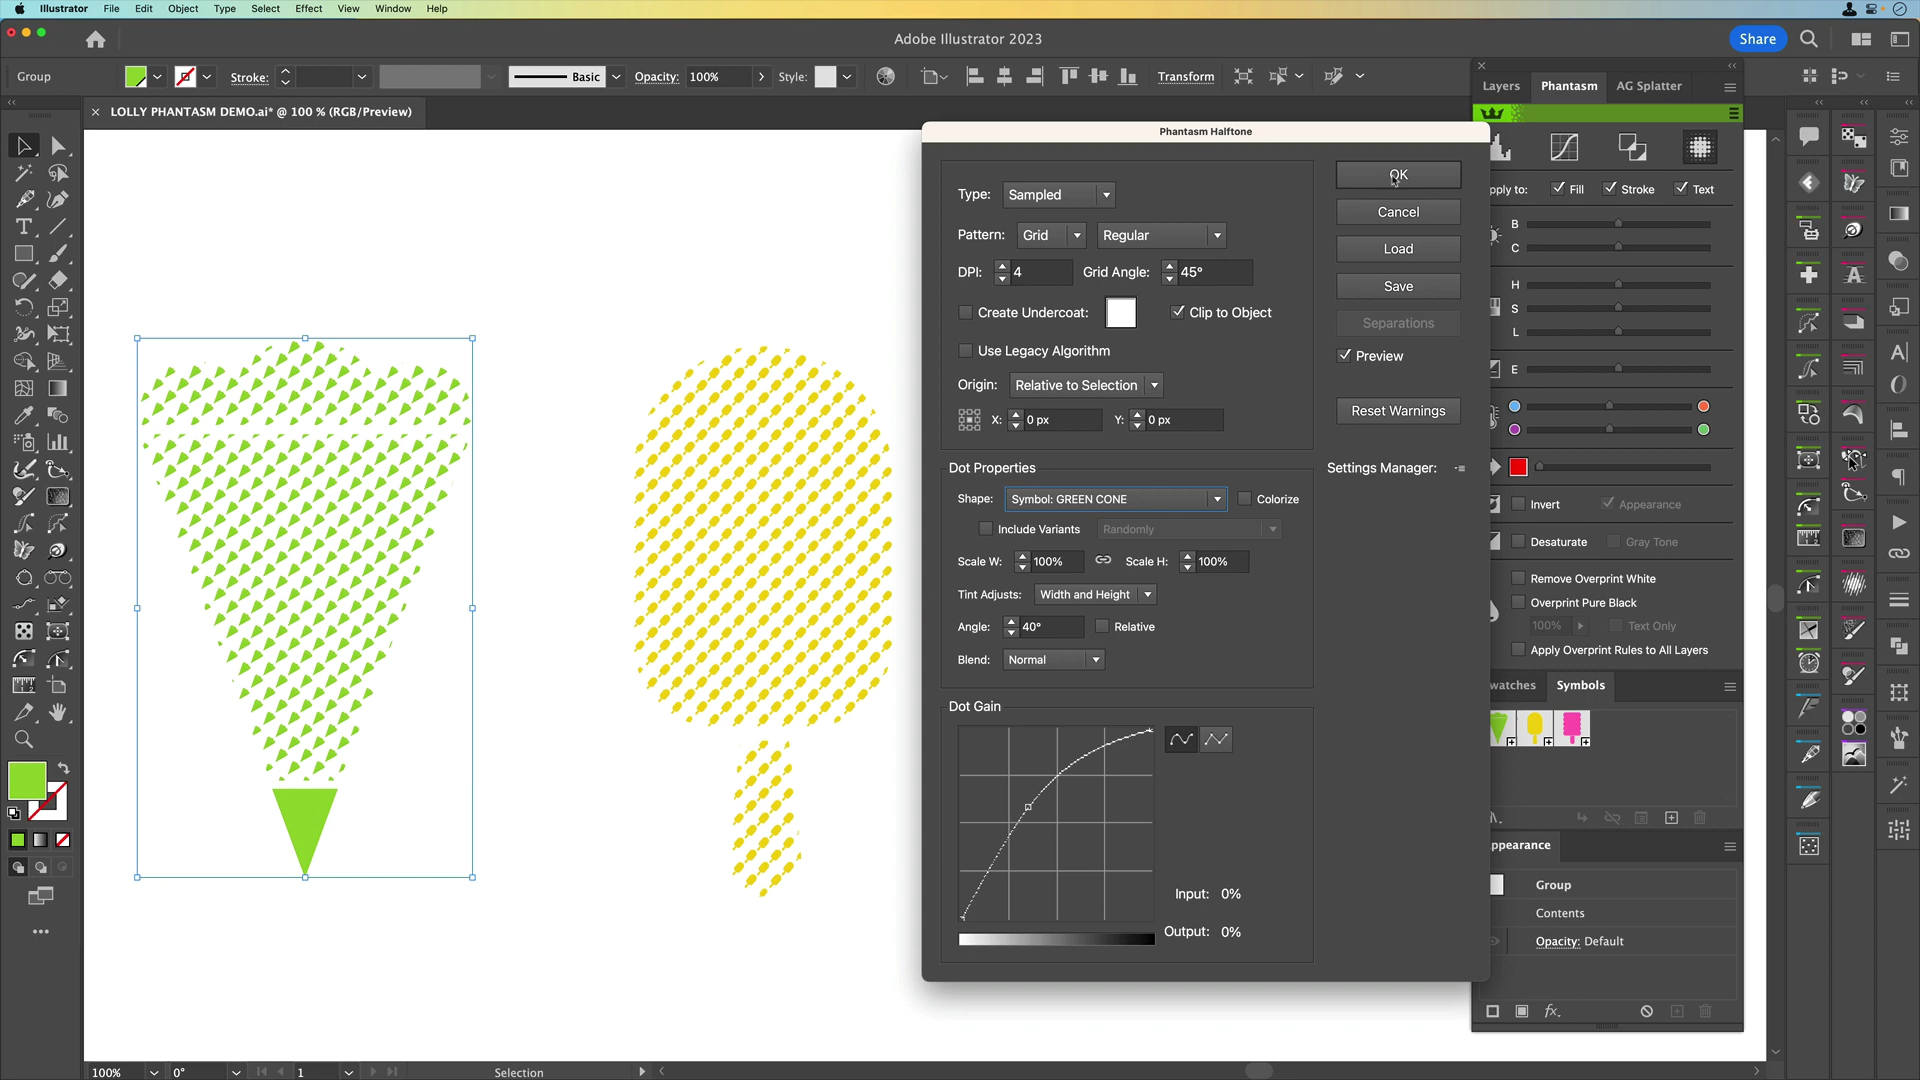 Illustrator File Edit Object Type Select Effect View Window Help
Adobe Illustrator 2023
Share
Group
Stroke:
Basic
Opacity: 100%
Style:
Transform
LOLLY PHANTASM DEMO.ai* @ 100 % (RGB/Preview)
Layers Phantasm AG Splatter
Phantasm Halftone
Type: Sampled
Pattern: Grid Regular
DPI: 4 Grid Angle: 45°
Create Undercoat: Clip to Object
Use Legacy Algorithm
Origin: Relative to Selection
X: 0 px Y: 0 px
OK
Cancel
Load
Save
Separations
Preview
Reset Warnings
Settings Manager:
Dot Properties
Shape: Symbol: GREEN CONE Colorize
Include Variants Randomly
Scale W: 100% Scale H: 100%
Tint Adjusts: Width and Height
Angle: 40° Relative
Blend: Normal
Dot Gain
Input: 0%
Output: 0%
pply to: Fill Stroke Text
B
C
H
S
L
E
Invert Appearance
Desaturate Gray Tone
Remove Overprint White
Overprint Pure Black
100% Text Only
Apply Overprint Rules to All Layers
watches Symbols
ppearance
Group
Contents
Opacity: Default
fx
100% 0° 1 Selection